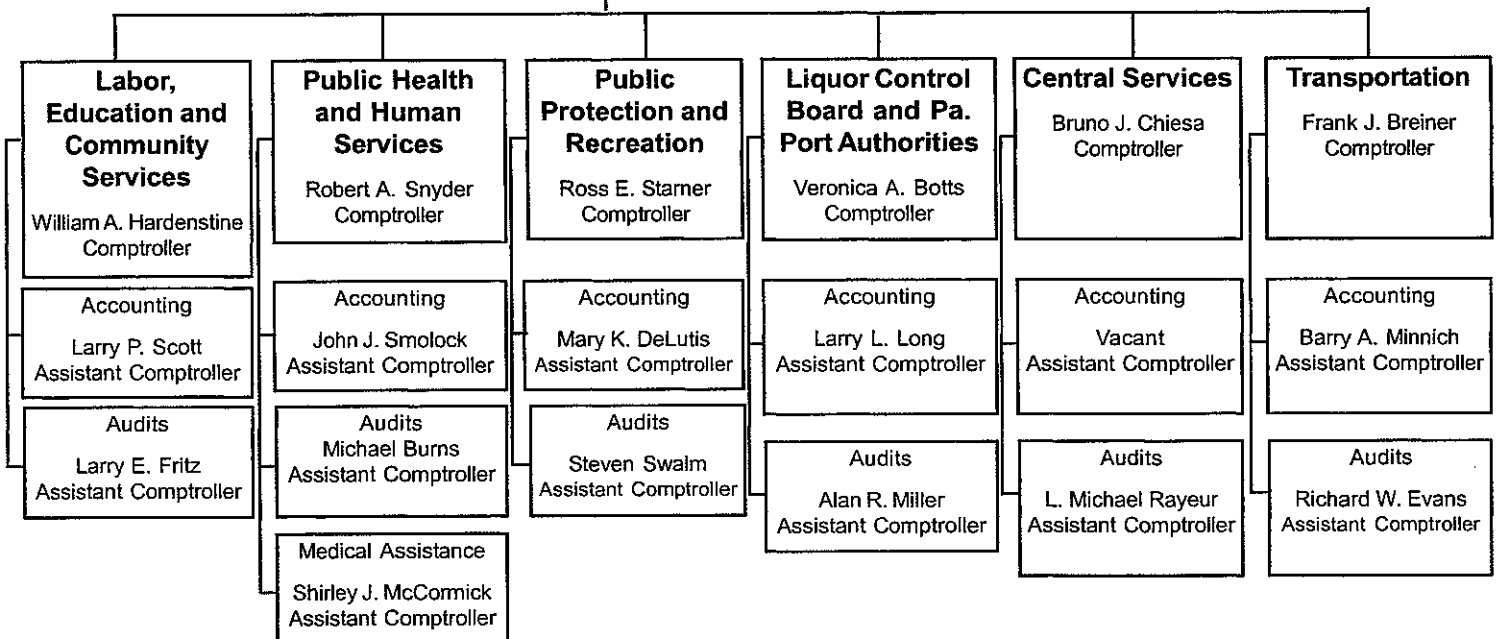 Labor,
Education and
Community
Services
William A. Hardenstine
Comptroller
Accounting
Larry P. Scott
Assistant Comptroller
Audits
Larry E. Fritz
Assistant Comptroller
Public Health
and Human
Services
Robert A. Snyder
Comptroller
Accounting
John J. Smolock
Assistant Comptroller
Audits
Michael Burns
Assistant Comptroller
Medical Assistance
Shirley J. McCormick
Assistant Comptroller
Public
Protection and
Recreation
Ross E. Starner
Comptroller
Accounting
Mary K. DeLutis
Assistant Comptroller
Audits
Steven Swalm
Assistant Comptroller
Liquor Control
Board and Pa.
Port Authorities
Veronica A. Botts
Comptroller
Accounting
Larry L. Long
Assistant Comptroller
Audits
Alan R. Miller
Assistant Comptroller
Central Services
Bruno J. Chiesa
Comptroller
Accounting
Vacant
Assistant Comptroller
Audits
L. Michael Rayeur
Assistant Comptroller
Transportation
Frank J. Breiner
Comptroller
Accounting
Barry A. Minnich
Assistant Comptroller
Audits
Richard W. Evans
Assistant Comptroller